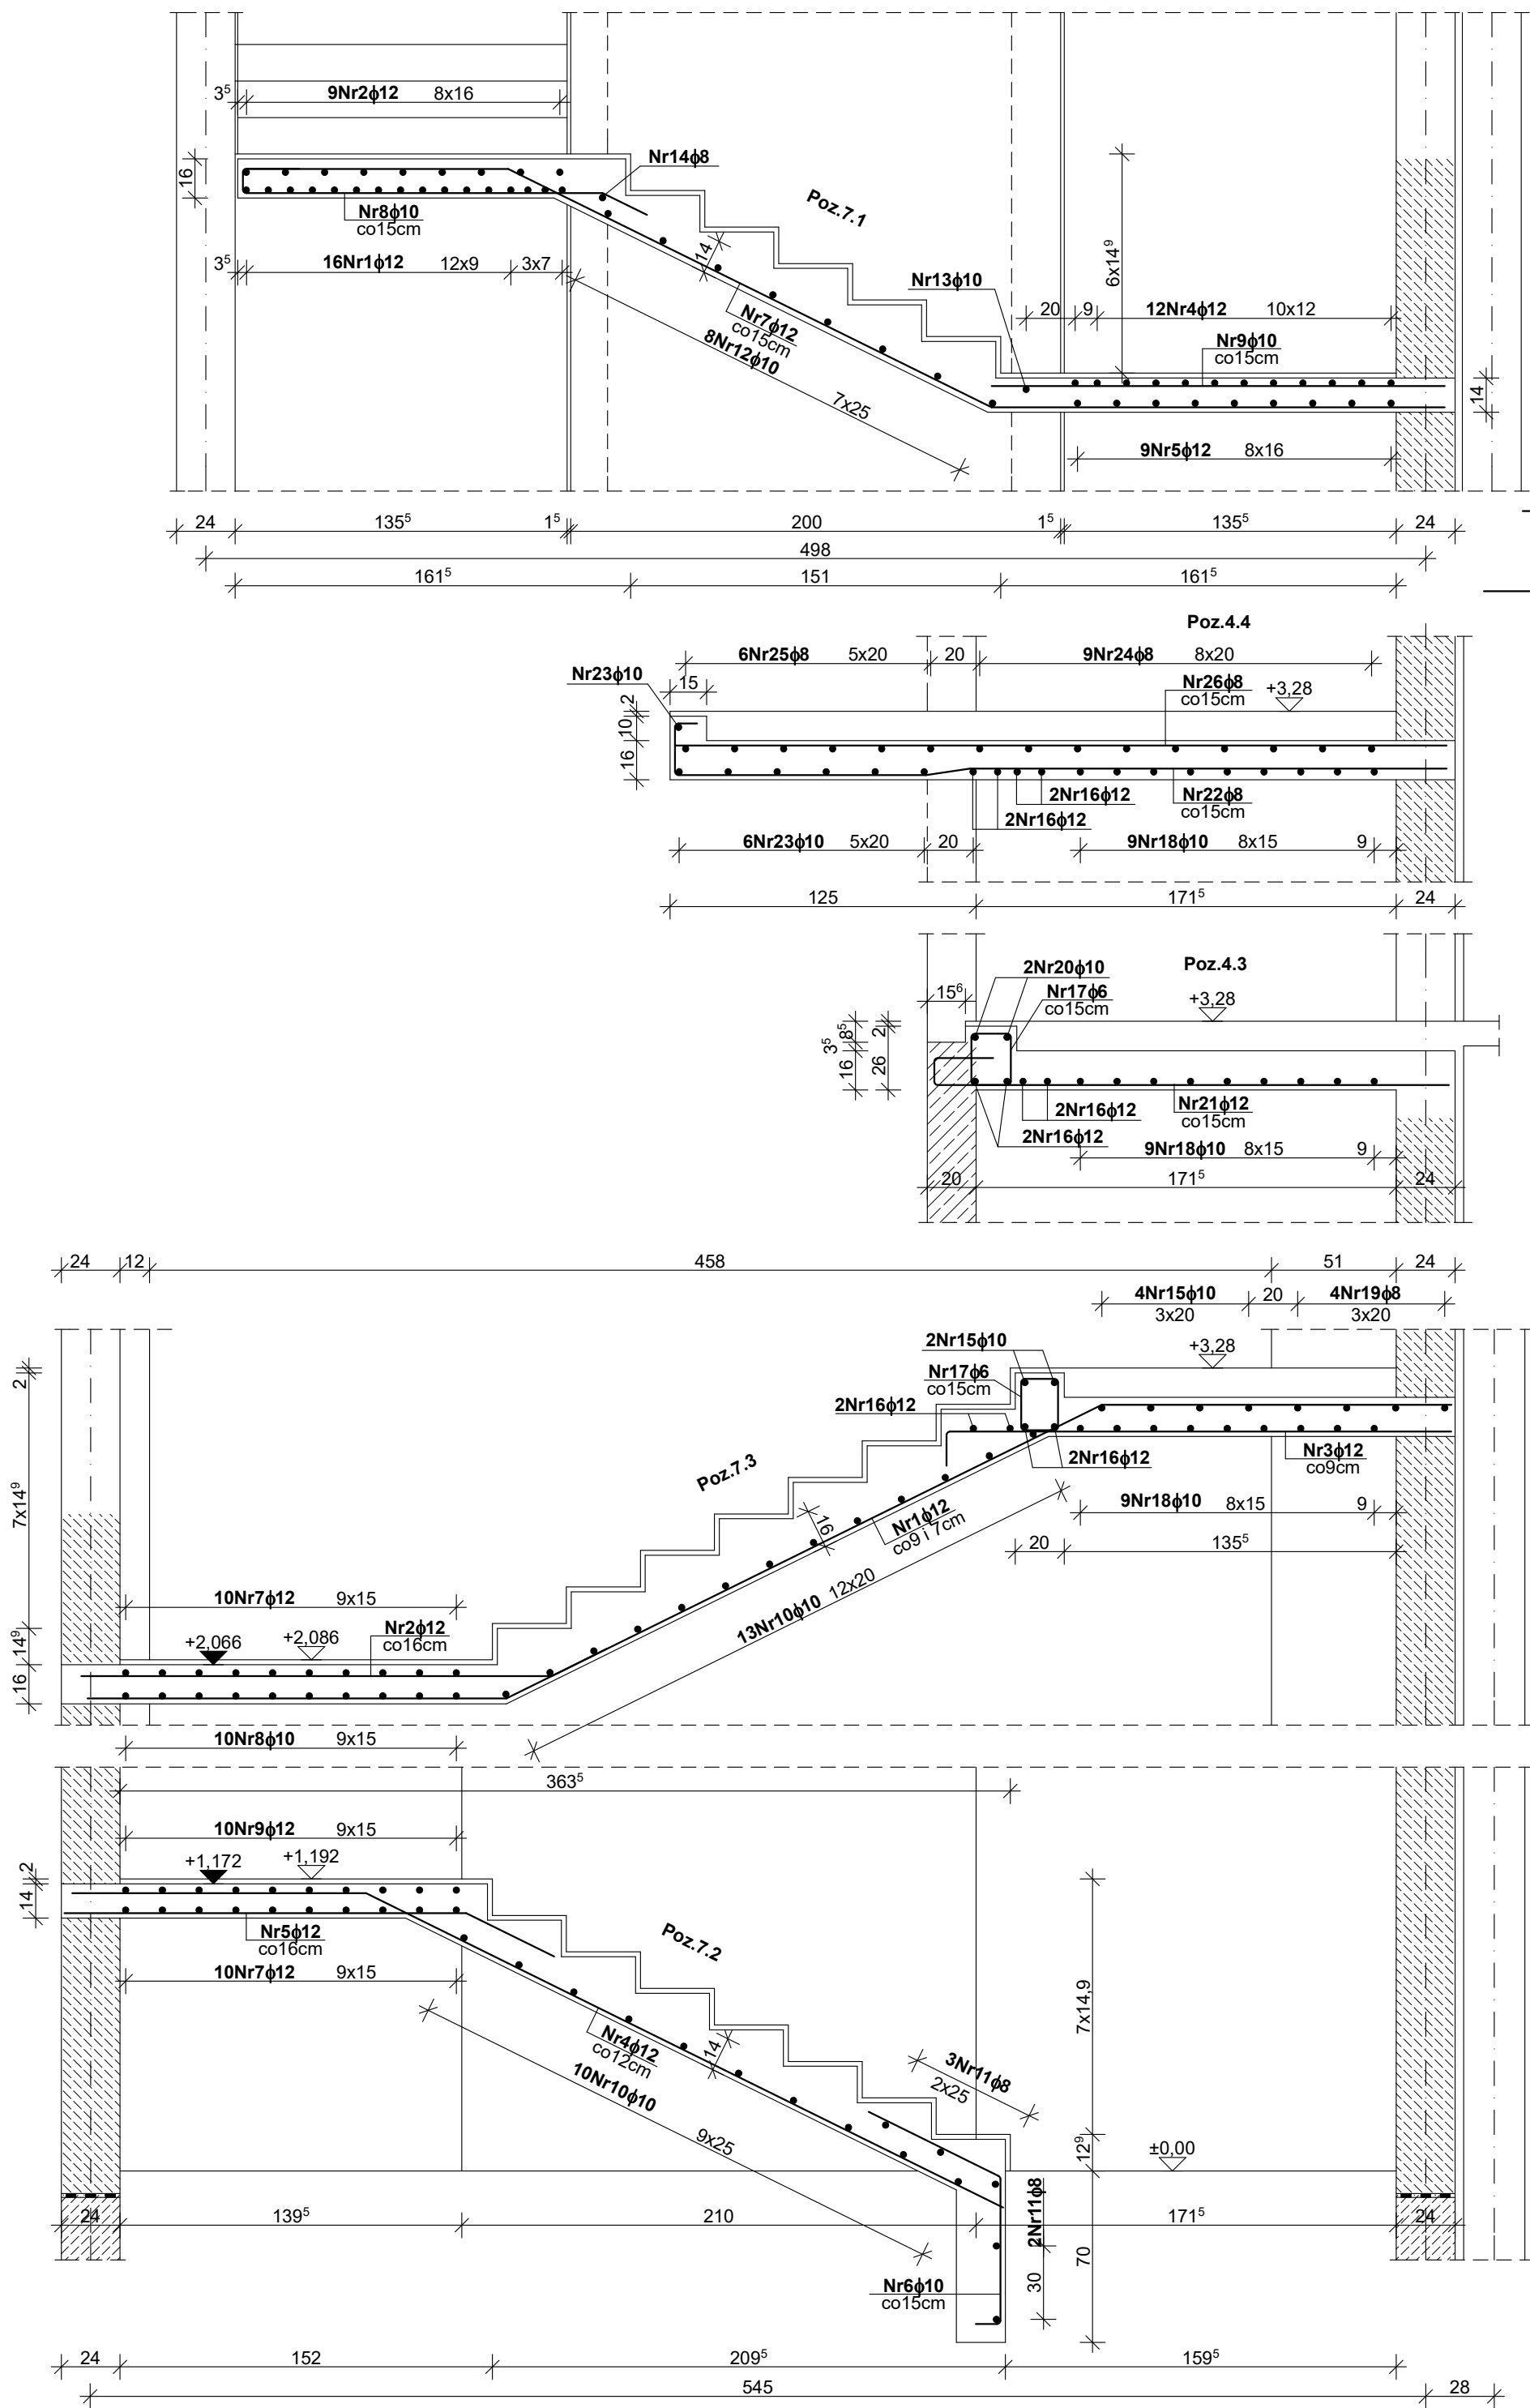 3⁵
9Nr2ϕ12 8x16
16
Nr14ϕ8
Poz.7.1
Nr8ϕ10
co15cm
3⁵
16Nr1ϕ12 12x9 3x7
14
Nr7ϕ12
co15cm
8Nr12ϕ10
7x25
Nr13ϕ10
6x14⁹
20 9 12Nr4ϕ12 10x12
Nr9ϕ10
co15cm
14
9Nr5ϕ12 8x16
24 135⁵ 1⁵ 200 1⁵ 135⁵ 24
498
161⁵ 151 161⁵
Poz.4.4
6Nr25ϕ8 5x20 20 9Nr24ϕ8 8x20
Nr23ϕ10
15
Nr26ϕ8
co15cm
+3,28
2
10
16
2Nr16ϕ12
Nr22ϕ8
co15cm
2Nr16ϕ12
6Nr23ϕ10 5x20 20 9Nr18ϕ10 8x15 9
125 171⁵ 24
Poz.4.3
2Nr20ϕ10
15⁶
Nr17ϕ6
co15cm
+3,28
8⁵
3⁵
16
2
26
2Nr16ϕ12
Nr21ϕ12
co15cm
2Nr16ϕ12
9Nr18ϕ10 8x15 9
20 171⁵ 24
24 12 458 51 24
4Nr15ϕ10 20 4Nr19ϕ8
3x20 3x20
2Nr15ϕ10
+3,28
Nr17ϕ6
co15cm
2
2Nr16ϕ12
Poz.7.3
2Nr16ϕ12
Nr3ϕ12
co9cm
7x14⁹
16
Nr1ϕ12
co9 i 7cm
9Nr18ϕ10 8x15 9
20 135⁵
13Nr10ϕ10 12x20
10Nr7ϕ12 9x15
Nr2ϕ12
co16cm
+2,066
+2,086
14⁹
16
10Nr8ϕ10 9x15
363⁵
10Nr9ϕ12 9x15
+1,172
+1,192
2
14
Nr5ϕ12
co16cm
Poz.7.2
10Nr7ϕ12 9x15
Nr4ϕ12
co12cm
14
10Nr10ϕ10
9x25
3Nr11ϕ8
2x25
7x14,9
12⁹
±0,00
24 139⁵ 210 171⁵ 24
2Nr11ϕ8
30
70
Nr6ϕ10
co15cm
24 152 209⁵ 159⁵
545 28